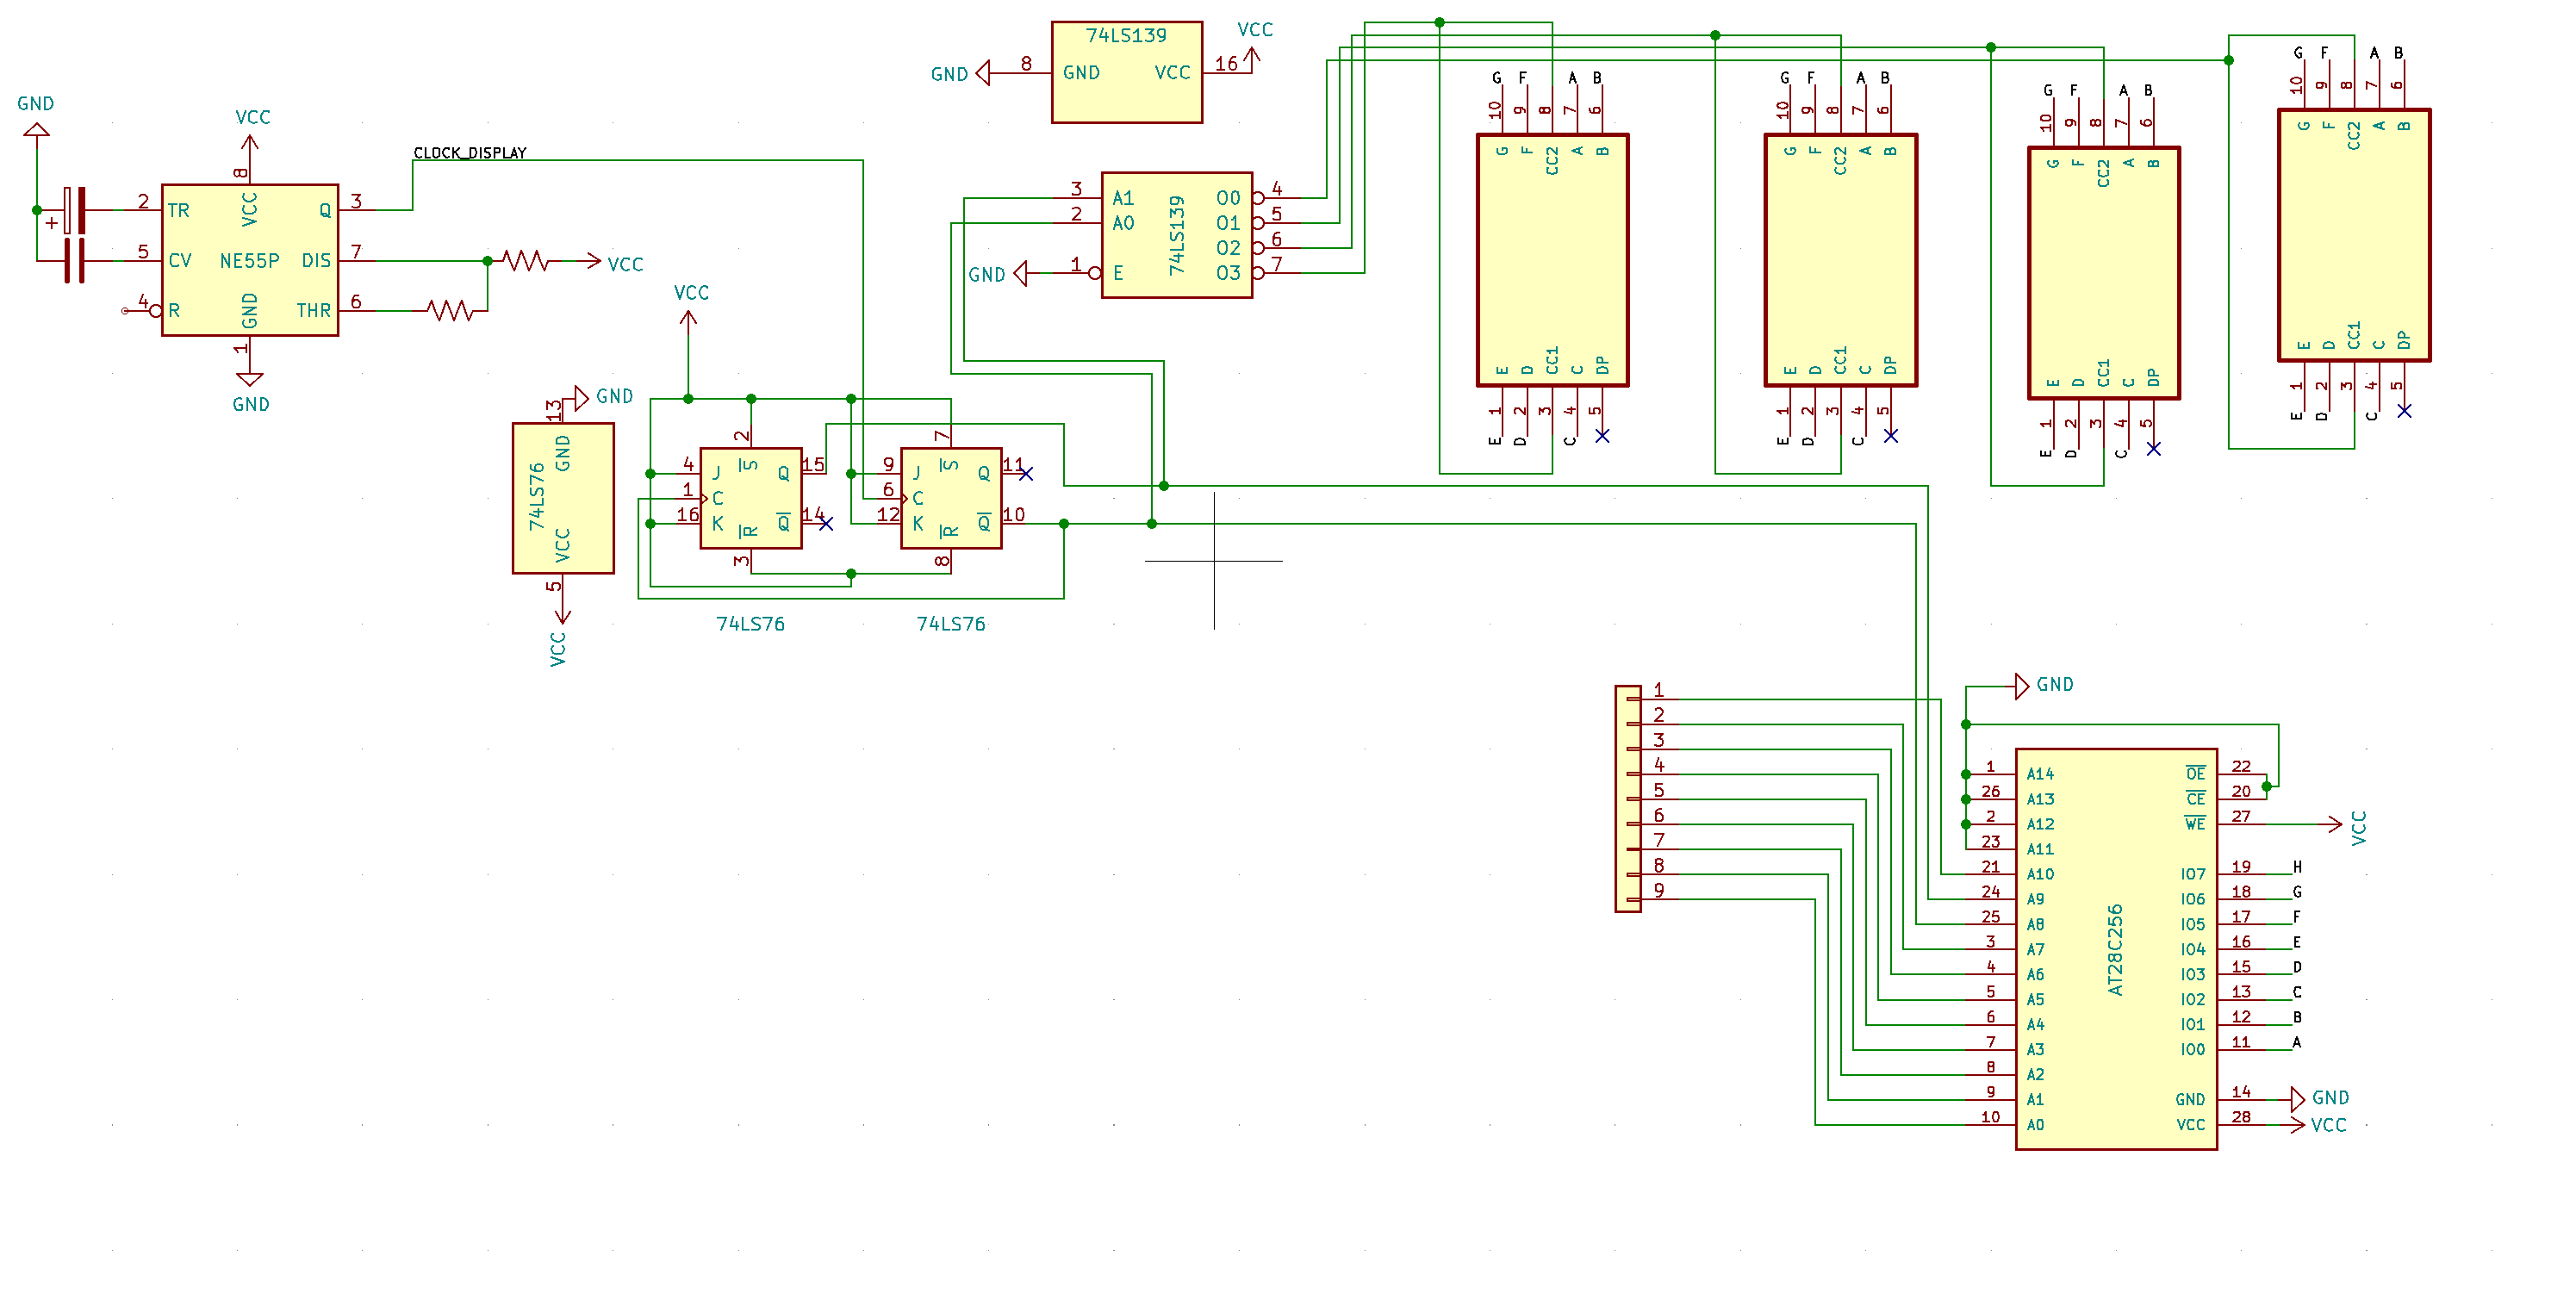 GND
VCC
8
VCC
2 TR
Q 3
CLOCK_DISPLAY
+
5 CV
NE55P
DIS 7
VCC
4 R
GND
THR 6
1
GND
74LS139
8 GND
VCC 16
GND
VCC
3 A1
O0 4
2 A0
O1 5
74LS139
O2 6
GND
1 E
O3 7
VCC
13 GND
GND
74LS76
VCC
5
VCC
2
S
4 J
Q 15
1 C
16 K
Q 14
R
3
74LS76
7
S
9 J
Q 11
6 C
12 K
Q 10
R
8
74LS76
G F A B
10 9 8 7 6
G F CC2 A B
E D CC1 C DP
1 2 3 4 5
E D C
G F A B
10 9 8 7 6
G F CC2 A B
E D CC1 C DP
1 2 3 4 5
E D C
G F A B
10 9 8 7 6
G F CC2 A B
E D CC1 C DP
1 2 3 4 5
E D C
G F A B
10 9 8 7 6
G F CC2 A B
E D CC1 C DP
1 2 3 4 5
E D C
1
2
3
4
5
6
7
8
9
GND
1 A14
OE 22
26 A13
CE 20
2 A12
WE 27
VCC
23 A11
21 A10
IO7 19 H
24 A9
IO6 18 G
25 A8
IO5 17 F
3 A7
IO4 16 E
4 A6
IO3 15 D
5 A5
IO2 13 C
6 A4
IO1 12 B
7 A3
IO0 11 A
AT28C256
8 A2
9 A1
GND 14 GND
10 A0
VCC 28 VCC